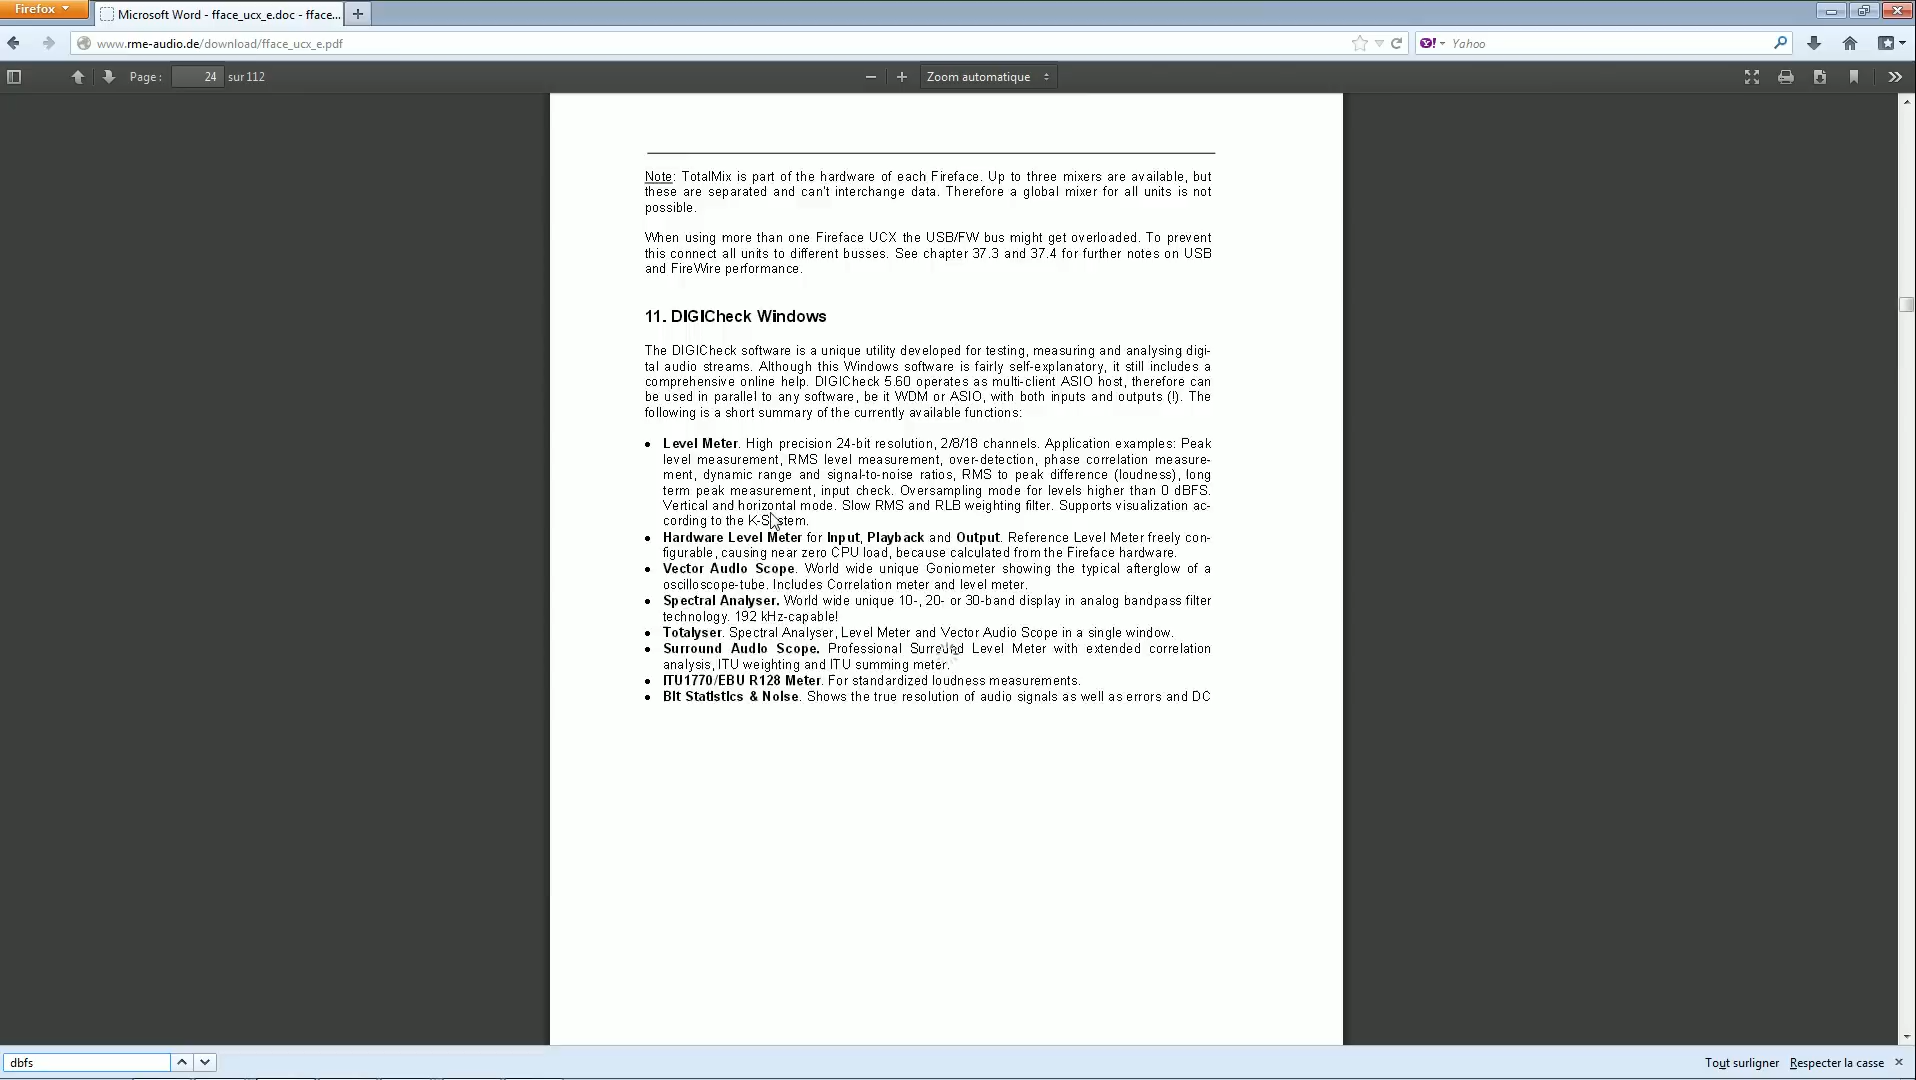 Firefox
Microsoft Word - fface_ucx_e.doc - fface...
www.rme-audio.de/download/fface_ucx_e.pdf
Yahoo
Page : 24 sur 112
Zoom automatique
Note: TotalMix is part of the hardware of each Fireface. Up to three mixers are available, but
these are separated and can't interchange data. Therefore a global mixer for all units is not
possible.
When using more than one Fireface UCX the USB/FW bus might get overloaded. To prevent
this connect all units to different busses. See chapter 37.3 and 37.4 for further notes on USB
and FireWire performance.
11. DIGICheck Windows
The DIGICheck software is a unique utility developed for testing, measuring and analysing digi-
tal audio streams. Although this Windows software is fairly self-explanatory, it still includes a
comprehensive online help. DIGICheck 5.60 operates as multi-client ASIO host, therefore can
be used in parallel to any software, be it WDM or ASIO, with both inputs and outputs (!). The
following is a short summary of the currently available functions:
• Level Meter. High precision 24-bit resolution, 2/8/18 channels. Application examples: Peak
level measurement, RMS level measurement, over-detection, phase correlation measure-
ment, dynamic range and signal-to-noise ratios, RMS to peak difference (loudness), long
term peak measurement, input check. Oversampling mode for levels higher than 0 dBFS.
Vertical and horizontal mode. Slow RMS and RLB weighting filter. Supports visualization ac-
cording to the K-System.
• Hardware Level Meter for Input, Playback and Output. Reference Level Meter freely con-
figurable, causing near zero CPU load, because calculated from the Fireface hardware.
• Vector Audio Scope. World wide unique Goniometer showing the typical afterglow of a
oscilloscope-tube. Includes Correlation meter and level meter.
• Spectral Analyser. World wide unique 10-, 20- or 30-band display in analog bandpass filter
technology. 192 kHz-capable!
• Totalyser. Spectral Analyser, Level Meter and Vector Audio Scope in a single window.
• Surround Audio Scope. Professional Surround Level Meter with extended correlation
analysis, ITU weighting and ITU summing meter.
• ITU1770/EBU R128 Meter. For standardized loudness measurements.
• Bit Statistics & Noise. Shows the true resolution of audio signals as well as errors and DC
dbfs
Tout surligner Respecter la casse